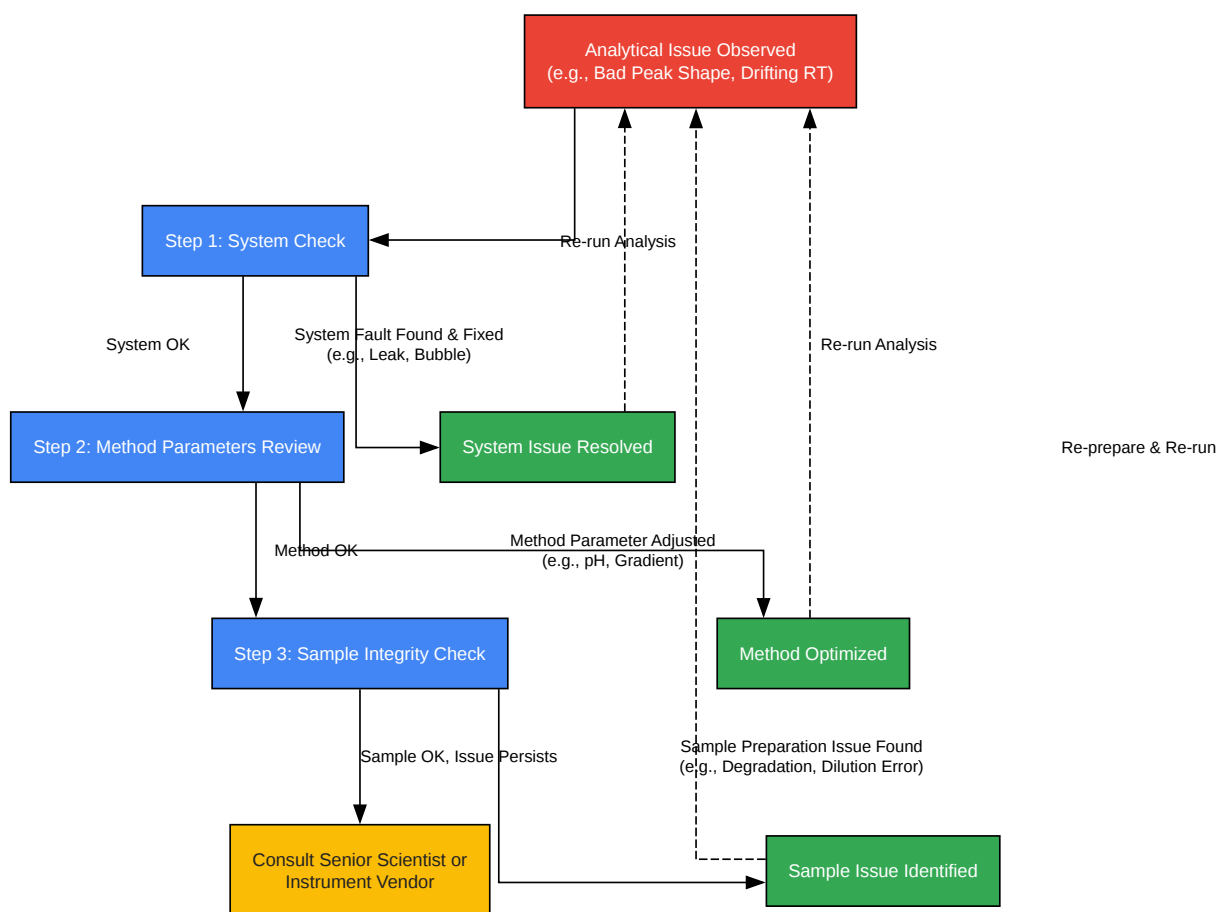 Analytical Issue Observed
(e.g., Bad Peak Shape, Drifting RT)
Step 1: System Check
Re-run Analysis
System OK
System Fault Found & Fixed
(e.g., Leak, Bubble)
Re-run Analysis
Step 2: Method Parameters Review
System Issue Resolved
Re-prepare & Re-run
Method OK
Method Parameter Adjusted
(e.g., pH, Gradient)
Step 3: Sample Integrity Check
Method Optimized
Sample OK, Issue Persists
Sample Preparation Issue Found
(e.g., Degradation, Dilution Error)
Consult Senior Scientist or
Instrument Vendor
Sample Issue Identified